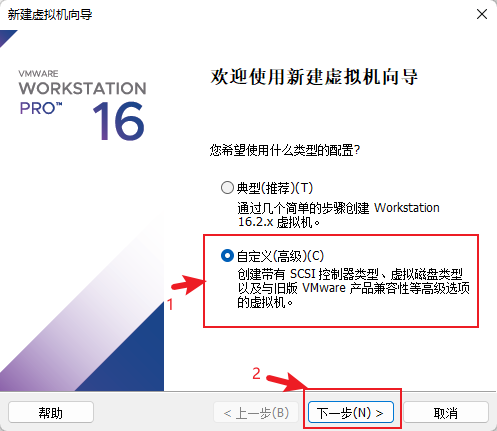 新建虚拟机向导
VMWARE
WORKSTATION
PRO™ 16
欢迎使用新建虚拟机向导
您希望使用什么类型的配置?
典型(推荐)(T)
通过几个简单的步骤创建 Workstation
16.2.x 虚拟机。
自定义(高级)(C)
创建带有 SCSI 控制器类型、虚拟磁盘类型
以及与旧版 VMware 产品兼容性等高级选项
的虚拟机。
1
2
帮助
< 上一步(B)
下一步(N) >
取消